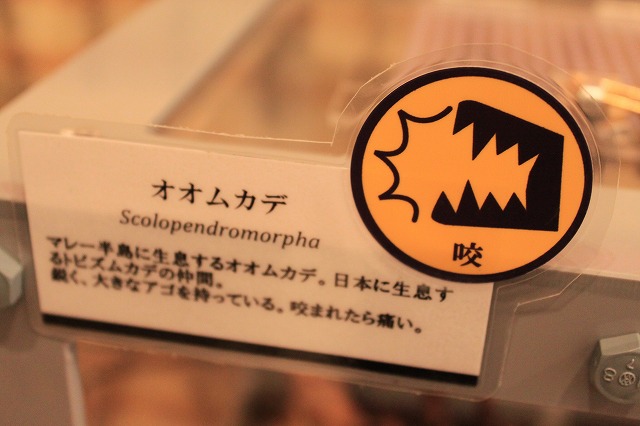 オオムカデ
Scolopendromorpha
マレー半島に生息するオオムカデ。日本に生息す
るトビズムカデの仲間。
鋭く、大きなアゴを持っている。咬まれたら痛い。
咬